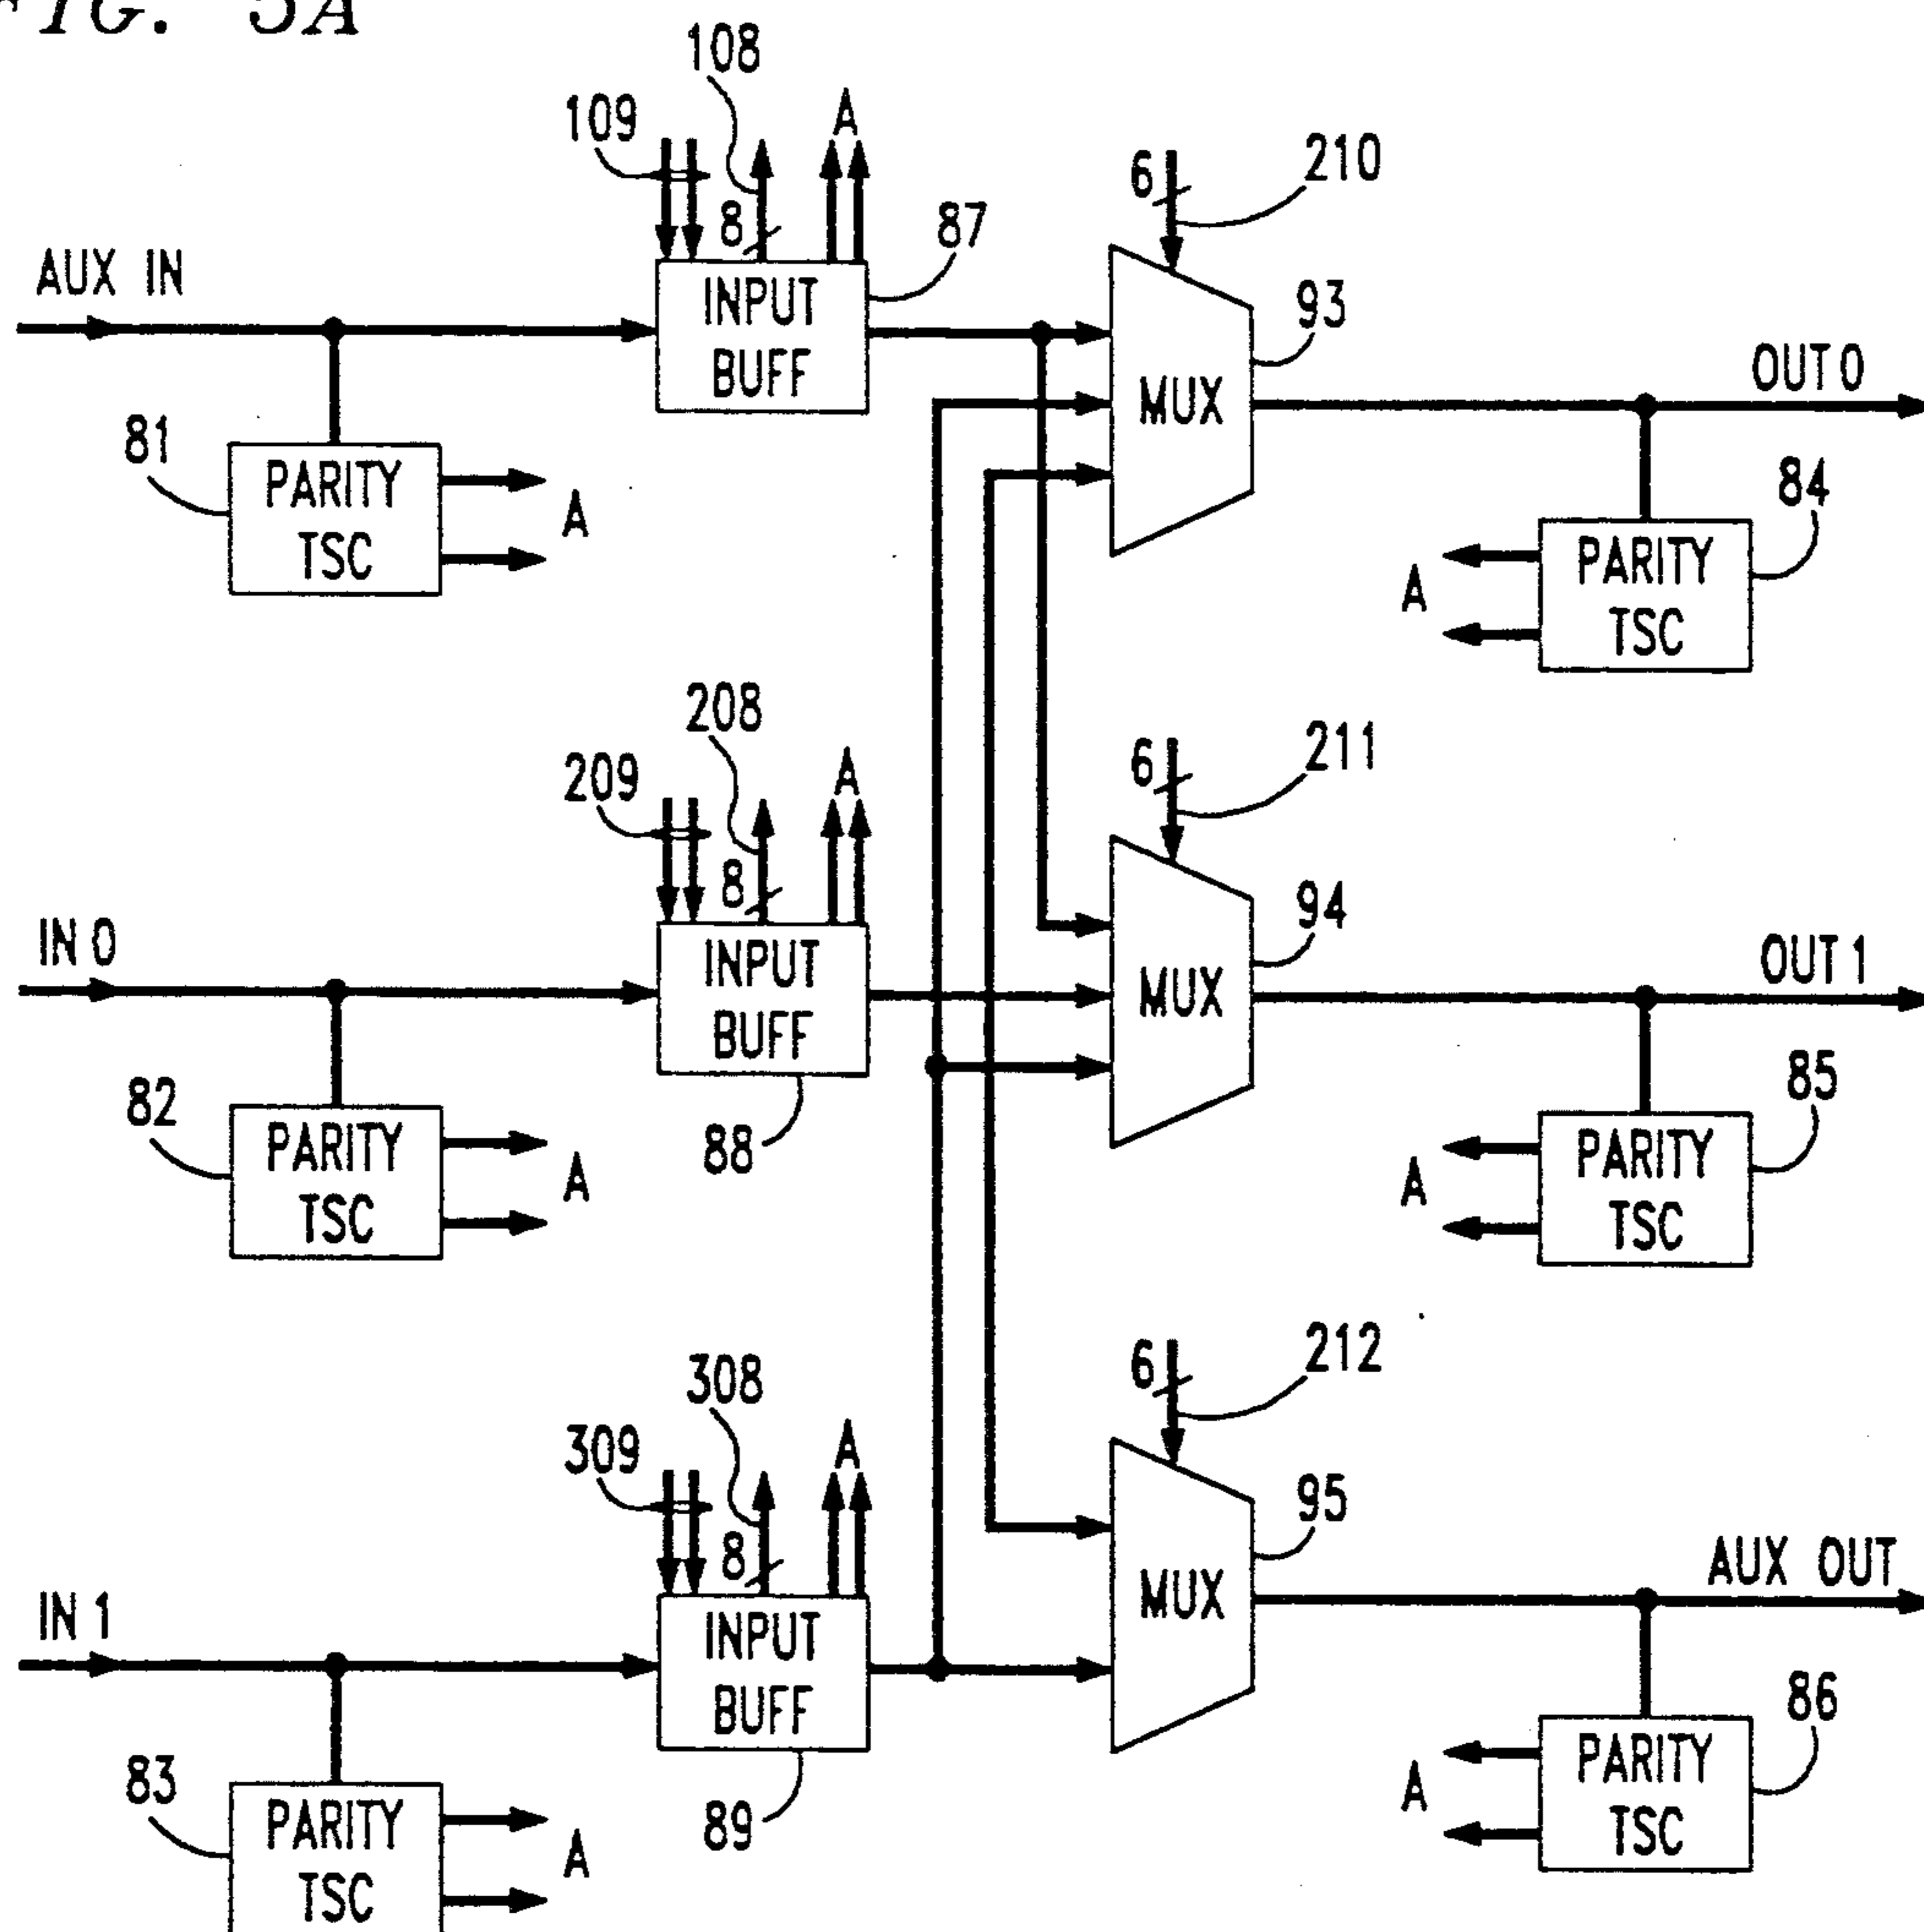 FIG. 5A
108
109
A
6
210
8
87
AUX IN
INPUT
BUFF
93
MUX
OUT 0
81
PARITY
TSC
A
84
PARITY
TSC
A
208
209
A
6
211
8
94
IN 0
INPUT
BUFF
MUX
OUT 1
82
PARITY
TSC
A
88
85
PARITY
TSC
A
308
309
A
6
212
8
95
IN 1
INPUT
BUFF
MUX
AUX OUT
83
PARITY
TSC
A
89
86
PARITY
TSC
A